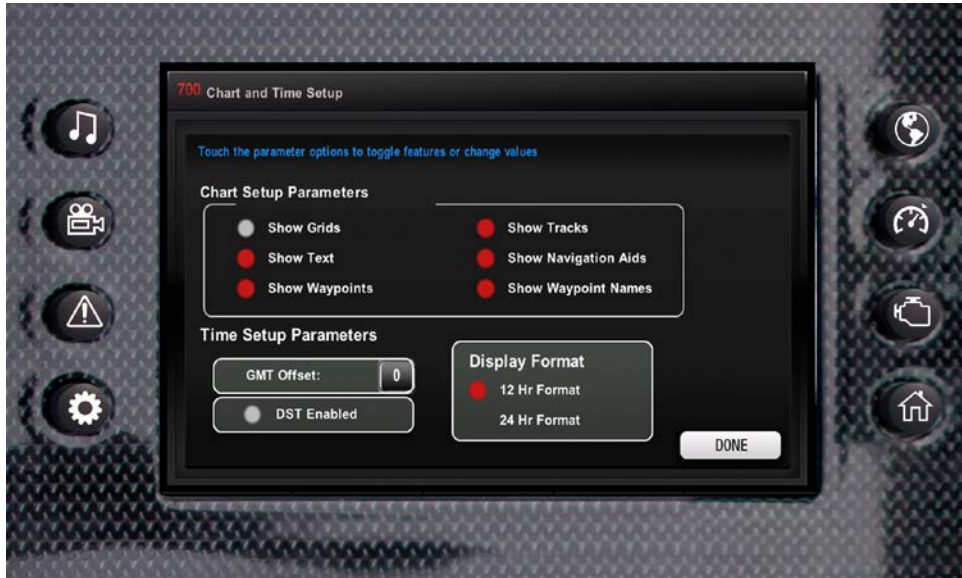 700 Chart and Time Setup
Touch the parameter options to toggle features or change values
Chart Setup Parameters
Show Grids
Show Tracks
Show Text
Show Navigation Aids
Show Waypoints
Show Waypoint Names
Time Setup Parameters
GMT Offset: 0
DST Enabled
Display Format
12 Hr Format
24 Hr Format
DONE